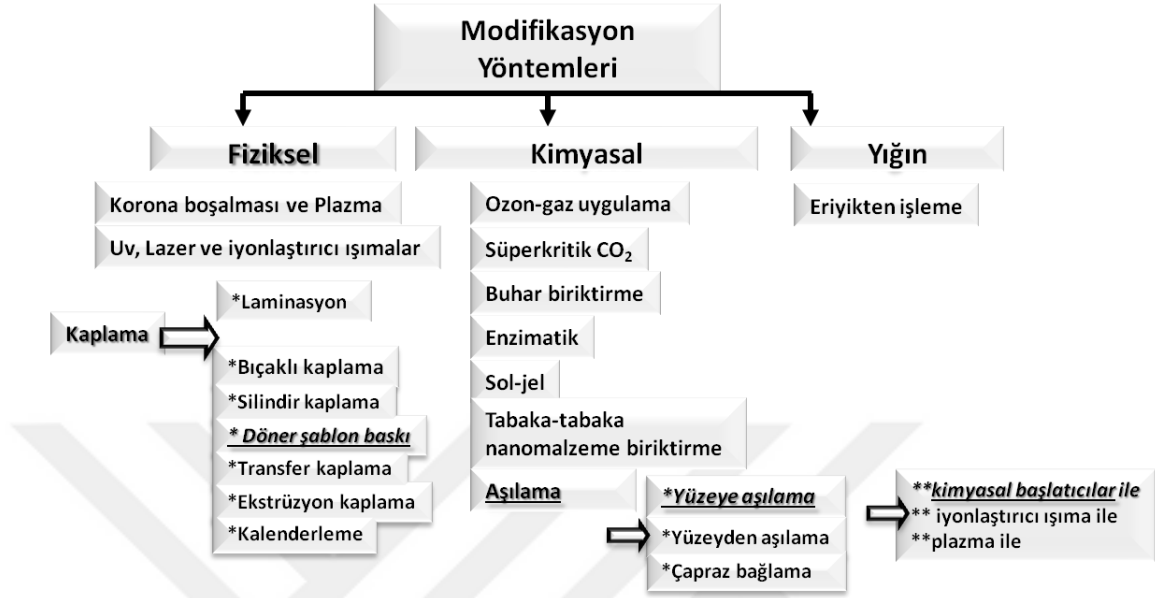 Modifikasyon
Yöntemleri
Fiziksel
Korona boşalması ve Plazma
Uv, Lazer ve iyonlaştırıcı ışımalar
Kaplama
*Laminasyon
*Bıçaklı kaplama
*Silindir kaplama
* Döner şablon baskı
*Transfer kaplama
*Ekstrüzyon kaplama
*Kalenderleme
Kimyasal
Ozon-gaz uygulama
Süperkritik CO₂
Buhar biriktirme
Enzimatik
Sol-jel
Tabaka-tabaka
nanomalzeme biriktirme
Aşılama
*Yüzeye aşılama
*Yüzeyden aşılama
*Çapraz bağlama
**kimyasal başlatıcılar ile
** iyonlaştırıcı ışıma ile
**plazma ile
Yığın
Eriyikten işleme